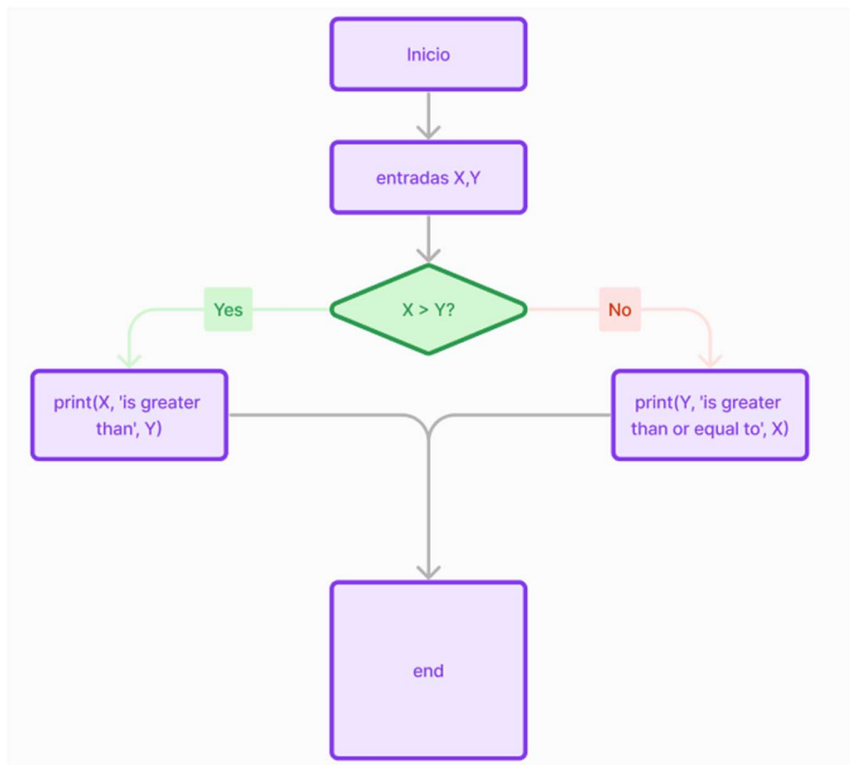 Inicio
entradas X,Y
X > Y?
Yes
No
print(X, 'is greater
than', Y)
print(Y, 'is greater
than or equal to', X)
end